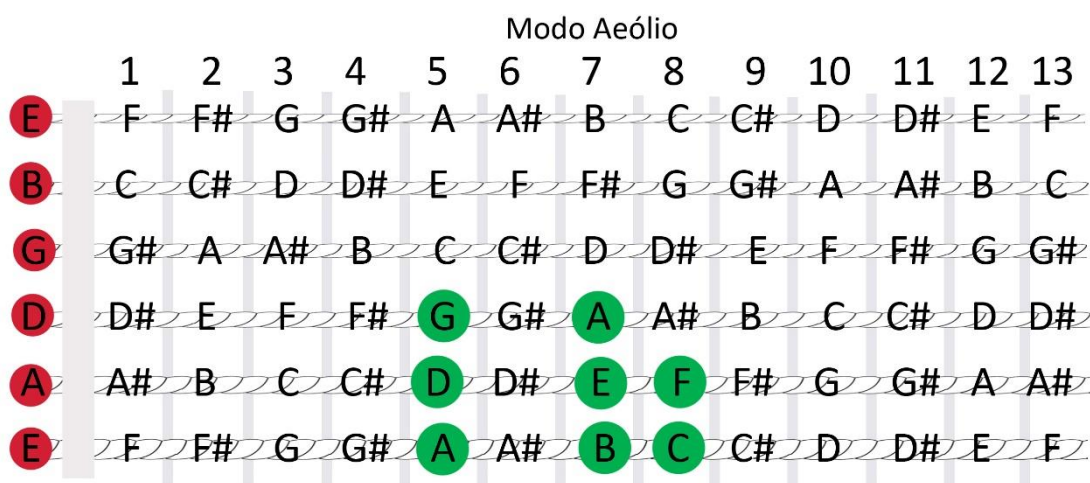 Modo Aeólio
1 2 3 4 5 6 7 8 9 10 11 12 13
E F F# G G# A A# B C C# D D# E F
B C C# D D# E F F# G G# A A# B C
G G# A A# B C C# D D# E F F# G G#
D D# E F F# G G# A A# B C C# D D#
A A# B C C# D D# E F F# G G# A A#
E F F# G G# A A# B C C# D D# E F